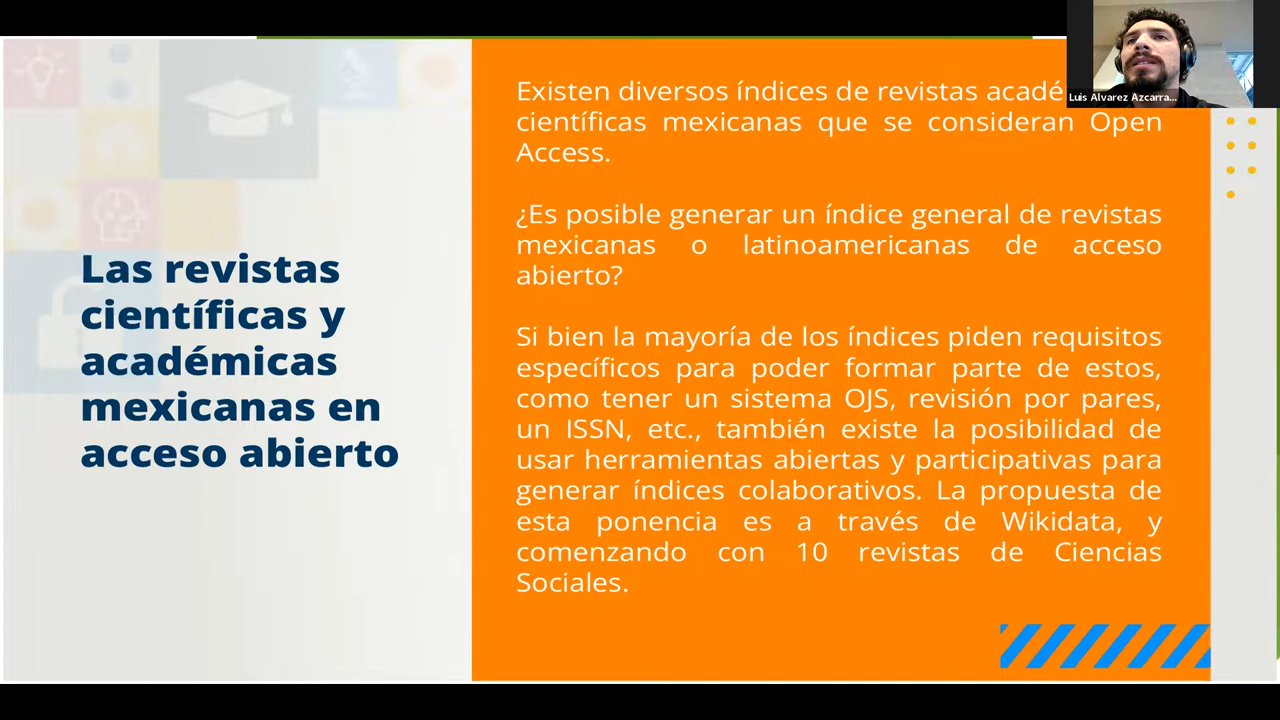 Las revistas
científicas y
académicas
mexicanas en
acceso abierto
Existen diversos índices de revistas acadé
científicas mexicanas que se consideran Open
Access.
¿Es posible generar un índice general de revistas
mexicanas o latinoamericanas de acceso
abierto?
Si bien la mayoría de los índices piden requisitos
específicos para poder formar parte de estos,
como tener un sistema OJS, revisión por pares,
un ISSN, etc., también existe la posibilidad de
usar herramientas abiertas y participativas para
generar índices colaborativos. La propuesta de
esta ponencia es a través de Wikidata, y
comenzando con 10 revistas de Ciencias
Sociales.
Luis Alvarez Azcarra...